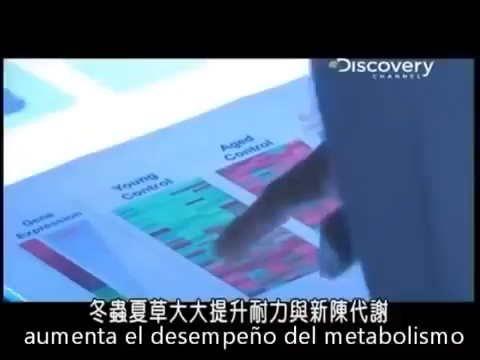 Discovery
CHANNEL
Aged
Control
Young
Control
Gene
Expression
冬蟲夏草大大提升耐力與新陳代謝
aumenta el desempeño del metabolismo